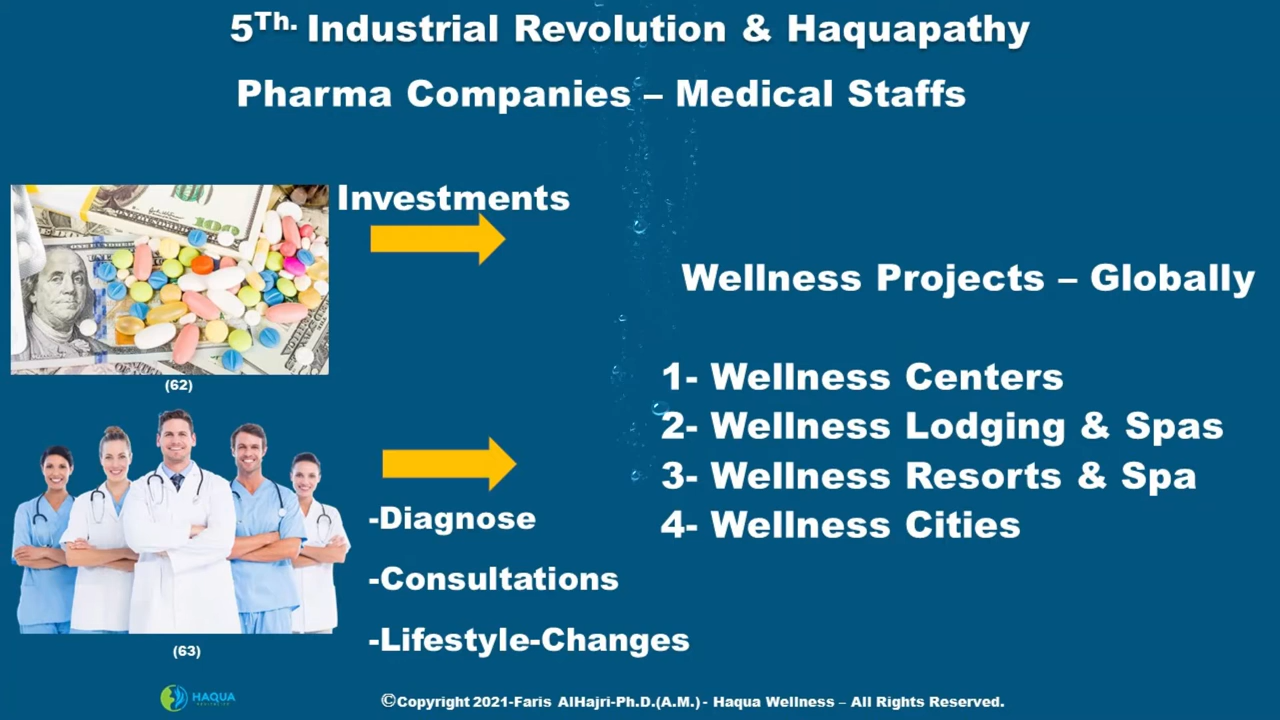 5Th. Industrial Revolution & Haquapathy
Pharma Companies – Medical Staffs
Investments
(62)
Wellness Projects – Globally
1- Wellness Centers
2- Wellness Lodging & Spas
3- Wellness Resorts & Spa
4- Wellness Cities
-Diagnose
-Consultations
-Lifestyle-Changes
(63)
HAQUA
©Copyright 2021-Faris AlHajri-Ph.D.(A.M.) - Haqua Wellness – All Rights Reserved.
100